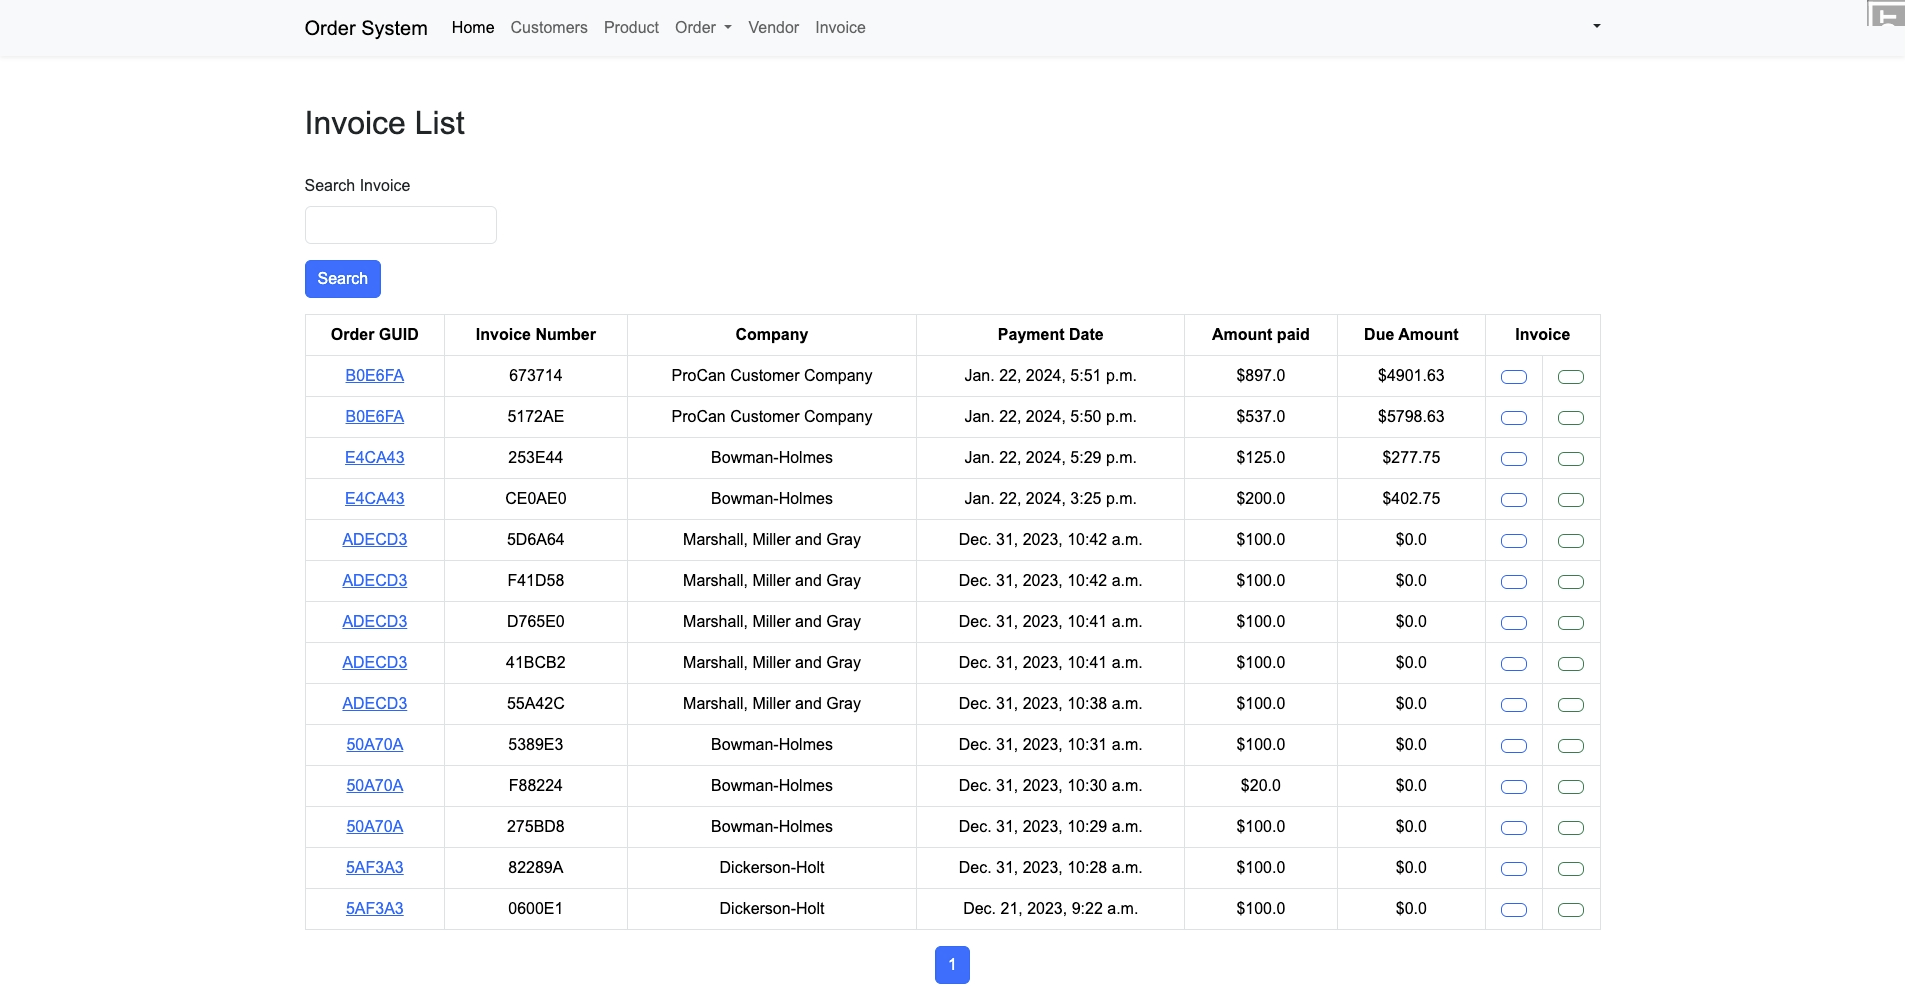 Order System Home Customers Product Order Vendor Invoice
Invoice List
Search Invoice
Search
Order GUID Invoice Number Company Payment Date Amount paid Due Amount Invoice
B0E6FA 673714 ProCan Customer Company Jan. 22, 2024, 5:51 p.m. $897.0 $4901.63
B0E6FA 5172AE ProCan Customer Company Jan. 22, 2024, 5:50 p.m. $537.0 $5798.63
E4CA43 253E44 Bowman-Holmes Jan. 22, 2024, 5:29 p.m. $125.0 $277.75
E4CA43 CE0AE0 Bowman-Holmes Jan. 22, 2024, 3:25 p.m. $200.0 $402.75
ADECD3 5D6A64 Marshall, Miller and Gray Dec. 31, 2023, 10:42 a.m. $100.0 $0.0
ADECD3 F41D58 Marshall, Miller and Gray Dec. 31, 2023, 10:42 a.m. $100.0 $0.0
ADECD3 D765E0 Marshall, Miller and Gray Dec. 31, 2023, 10:41 a.m. $100.0 $0.0
ADECD3 41BCB2 Marshall, Miller and Gray Dec. 31, 2023, 10:41 a.m. $100.0 $0.0
ADECD3 55A42C Marshall, Miller and Gray Dec. 31, 2023, 10:38 a.m. $100.0 $0.0
50A70A 5389E3 Bowman-Holmes Dec. 31, 2023, 10:31 a.m. $100.0 $0.0
50A70A F88224 Bowman-Holmes Dec. 31, 2023, 10:30 a.m. $20.0 $0.0
50A70A 275BD8 Bowman-Holmes Dec. 31, 2023, 10:29 a.m. $100.0 $0.0
5AF3A3 82289A Dickerson-Holt Dec. 31, 2023, 10:28 a.m. $100.0 $0.0
5AF3A3 0600E1 Dickerson-Holt Dec. 21, 2023, 9:22 a.m. $100.0 $0.0
1